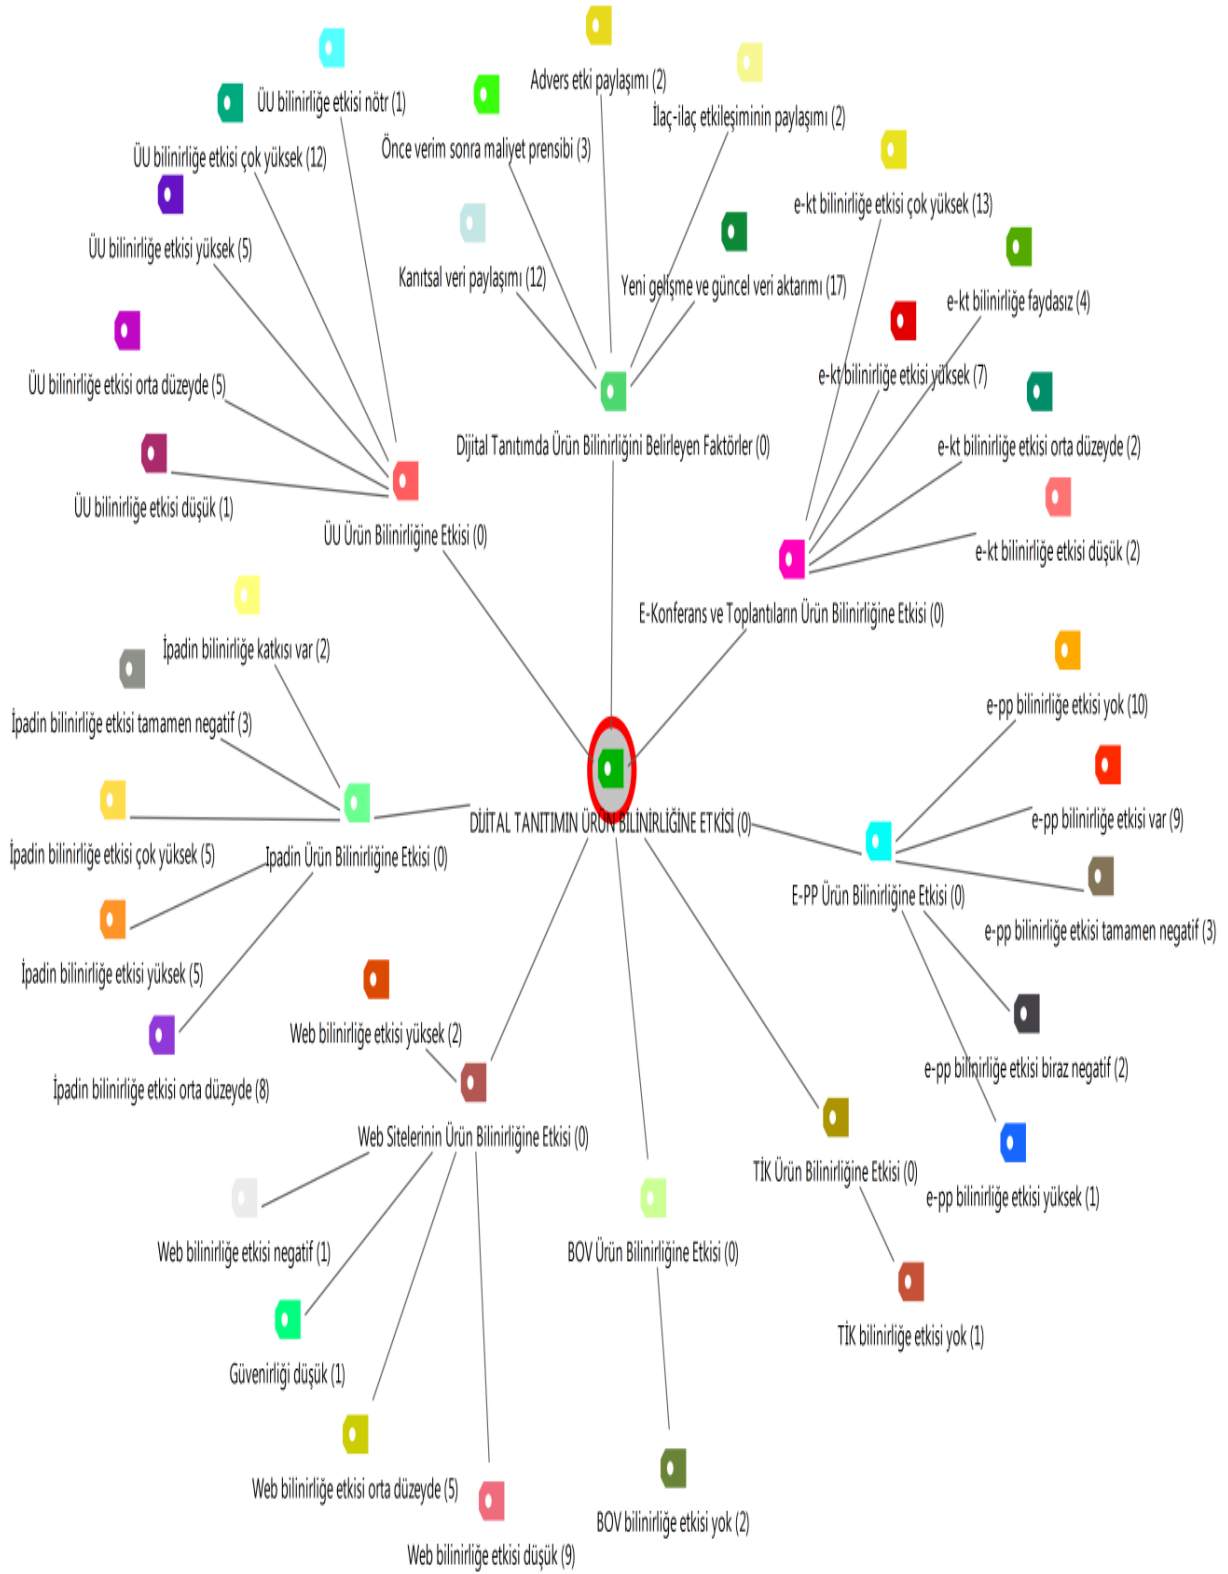 Advers etki paylaşımı (2)
ÜU bilinirliğe etkisi nötr (1)
İlaç-ilaç etkileşiminin paylaşımı (2)
Önce verim sonra maliyet prensibi (3)
ÜU bilinirliğe etkisi çok yüksek (12)
e-kt bilinirliğe etkisi çok yüksek (13)
ÜU bilinirliğe etkisi yüksek (5)
Kanıtsal veri paylaşımı (12)
Yeni gelişme ve güncel veri aktarımı (17)
e-kt bilinirliğe faydasız (4)
e-kt bilinirliğe etkisi yüksek (7)
ÜU bilinirliğe etkisi orta düzeyde (5)
Dijital Tanıtımda Ürün Bilinirliğini Belirleyen Faktörler (0)
e-kt bilinirliğe etkisi orta düzeyde (2)
ÜU bilinirliğe etkisi düşük (1)
ÜU Ürün Bilinirliğine Etkisi (0)
e-kt bilinirliğe etkisi düşük (2)
E-Konferans ve Toplantıların Ürün Bilinirliğine Etkisi (0)
İpadin bilinirliğe katkısı var (2)
e-pp bilinirliğe etkisi yok (10)
İpadin bilinirliğe etkisi tamamen negatif (3)
DİJİTAL TANITIMIN ÜRÜN BİLİNİRLİĞİNE ETKİSİ (0)
e-pp bilinirliğe etkisi var (9)
İpadin bilinirliğe etkisi çok yüksek (5)
Ipadin Ürün Bilinirliğine Etkisi (0)
E-PP Ürün Bilinirliğine Etkisi (0)
e-pp bilinirliğe etkisi tamamen negatif (3)
İpadin bilinirliğe etkisi yüksek (5)
Web bilinirliğe etkisi yüksek (2)
e-pp bilinirliğe etkisi biraz negatif (2)
İpadin bilinirliğe etkisi orta düzeyde (8)
Web Sitelerinin Ürün Bilinirliğine Etkisi (0)
TİK Ürün Bilinirliğine Etkisi (0)
e-pp bilinirliğe etkisi yüksek (1)
Web bilinirliğe etkisi negatif (1)
BOV Ürün Bilinirliğine Etkisi (0)
TİK bilinirliğe etkisi yok (1)
Güvenirliği düşük (1)
Web bilinirliğe etkisi orta düzeyde (5)
BOV bilinirliğe etkisi yok (2)
Web bilinirliğe etkisi düşük (9)